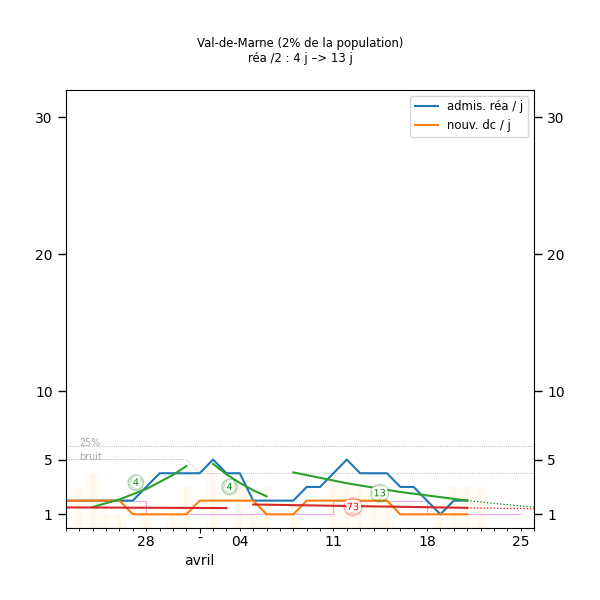 Val-de-Marne (2% de la population)
réa /2 : 4 j –> 13 j
admis. réa / j
nouv. dc / j
30 30
20 20
10 10
25%
bruit
5 5
4 4 13
73
1 1
28 04 11 18 25
avril